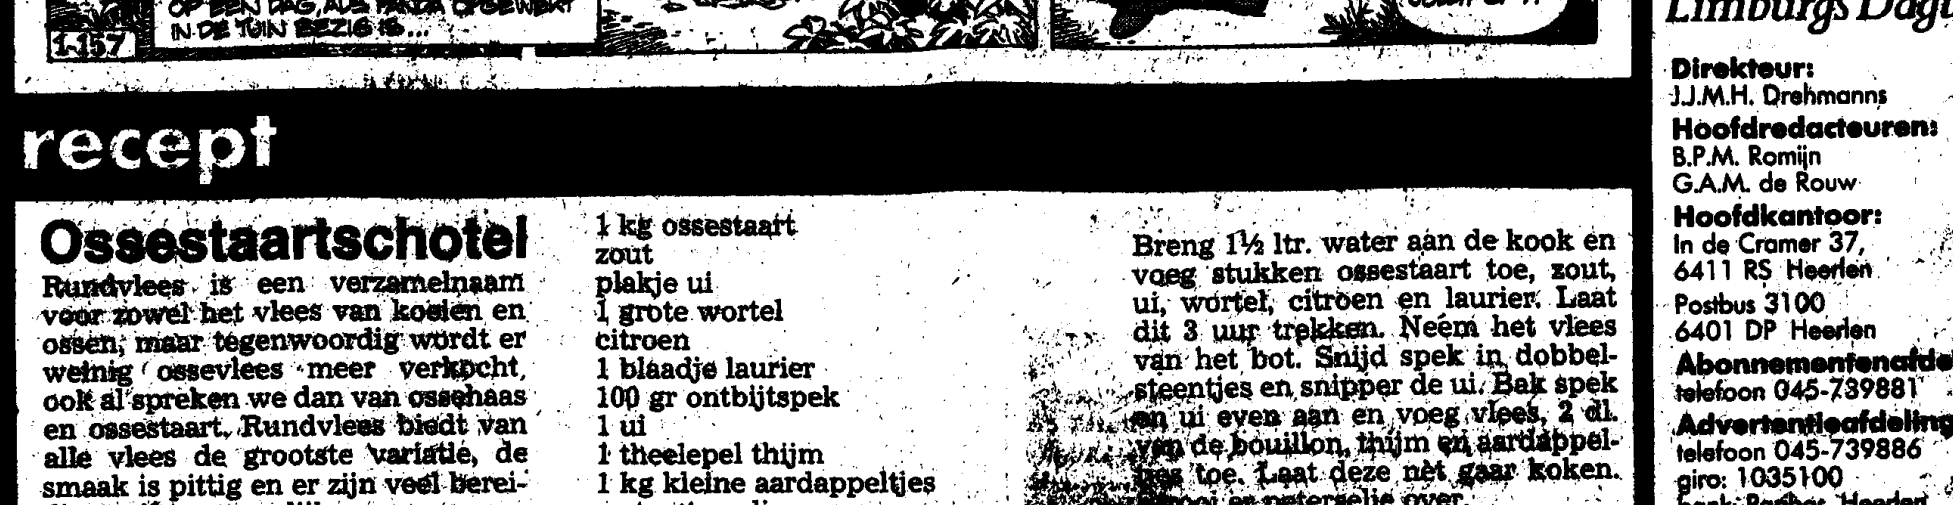 OP EEN DAG, ALS PANDA OPGEWEKT
IN DE TUIN BEZIG IS...
1-157
recept
Ossestaartschotel
Rundvlees is een verzamelnaam
voor zowel het vlees van koeien en
ossen, maar tegenwoordig wordt er
weinig ossevlees meer verkocht,
ook al spreken we dan van ossehaas
en ossestaart. Rundvlees biedt van
alle vlees de grootste variatie, de
smaak is pittig en er zijn veel berei-
1 kg ossestaart
zout
plakje ui
1 grote wortel
citroen
1 blaadje laurier
100 gr ontbijtspek
1 ui
1 theelepel thijm
1 kg kleine aardappeltjes
Breng 1½ ltr. water aan de kook en
voeg stukken ossestaart toe, zout,
ui, wortel, citroen en laurier. Laat
dit 3 uur trekken. Neem het vlees
van het bot. Snijd spek in dobbel-
steentjes en snipper de ui. Bak spek
en ui even aan en voeg vlees, 2 dl.
van de bouillon, thijm en aardappel-
tjes toe. Laat deze net gaar koken.
peterselie over.
Limburgs Dagb
Direkteur:
J.J.M.H. Drehmanns
Hoofdredacteuren:
B.P.M. Romijn
G.A.M. de Rouw
Hoofdkantoor:
In de Cramer 37,
6411 RS Heerlen
Postbus 3100
6401 DP Heerlen
Abonnementenafde
telefoon 045-739881
Advertentieafdeling
telefoon 045-739886
giro: 1035100
Heerlen